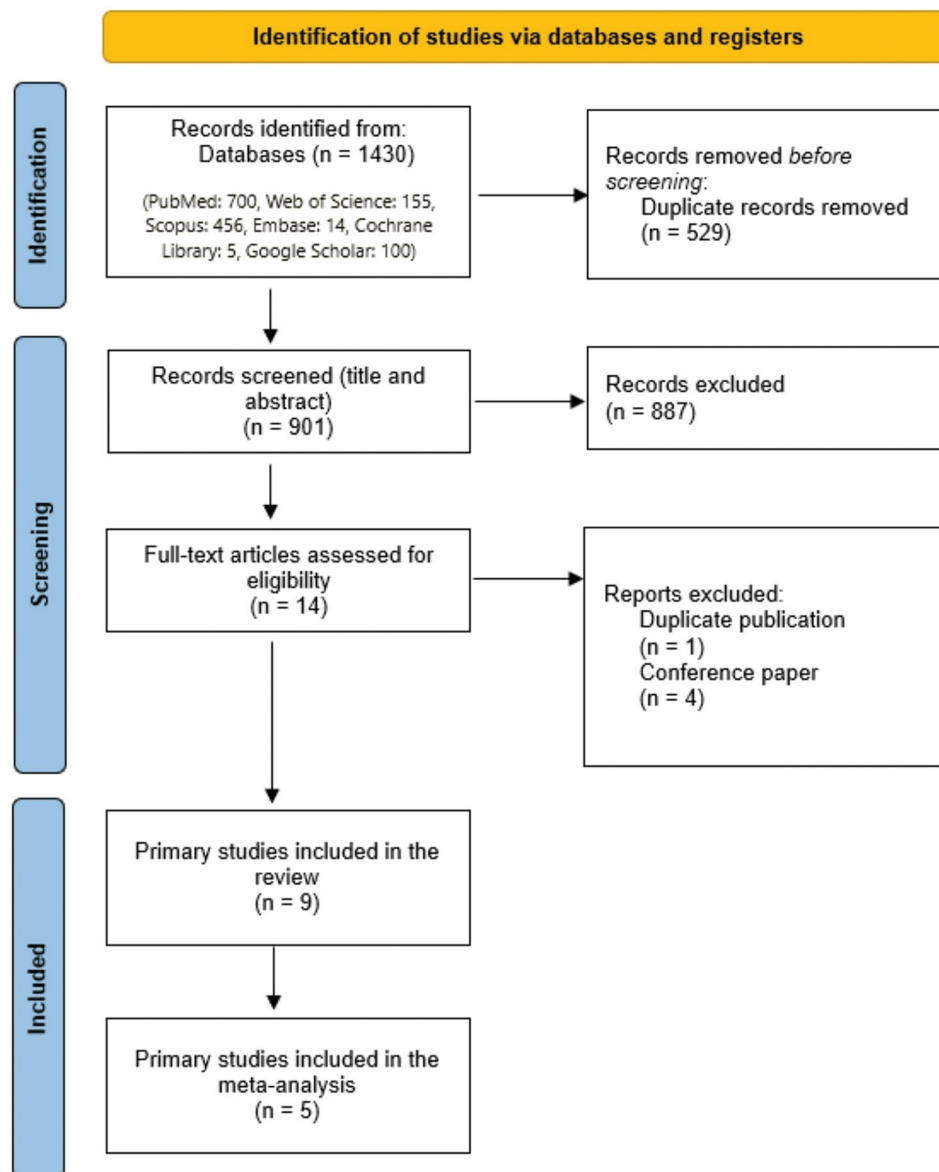 Identification of studies via databases and registers
Identification
Records identified from:
Databases (n = 1430)
(PubMed: 700, Web of Science: 155,
Scopus: 456, Embase: 14, Cochrane
Library: 5, Google Scholar: 100)
Records removed before
screening:
Duplicate records removed
(n = 529)
Screening
Records screened (title and
abstract)
(n = 901)
Records excluded
(n = 887)
Full-text articles assessed for
eligibility
(n = 14)
Reports excluded:
Duplicate publication
(n = 1)
Conference paper
(n = 4)
Included
Primary studies included in the
review
(n = 9)
Primary studies included in the
meta-analysis
(n = 5)